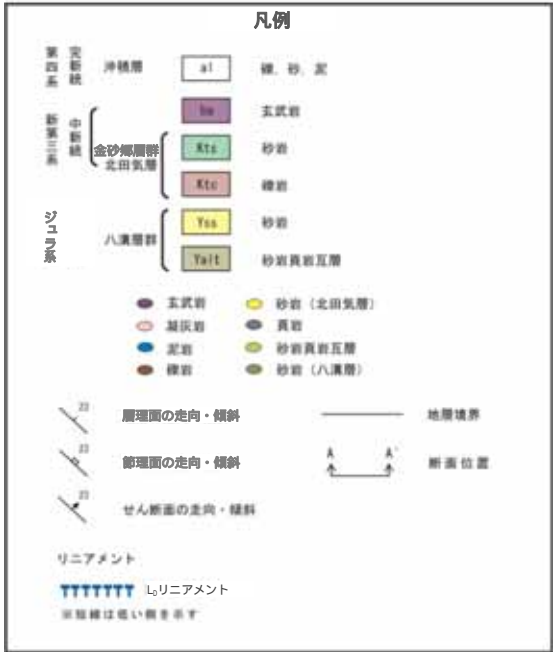 凡例
第四系 完新統 沖積層 al 礫、砂、泥
新第三系 中新統 ba 玄武岩
金砂郷層群
北田気層
Kts 砂岩
Ktc 礫岩
ジュラ系 八溝層群
Yss 砂岩
Yalt 砂岩頁岩互層
玄武岩 砂岩(北田気層)
凝灰岩 頁岩
泥岩 砂岩頁岩互層
礫岩 砂岩(八溝層)
23 層理面の走向・傾斜 地層境界
23 節理面の走向・傾斜 A A' 断面位置
23 せん断面の走向・傾斜
リニアメント
LDリニアメント
※短線は低い側を示す